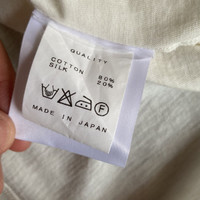 QUALITY
COTTON 80%
SILK 20%
MADE IN JAPAN